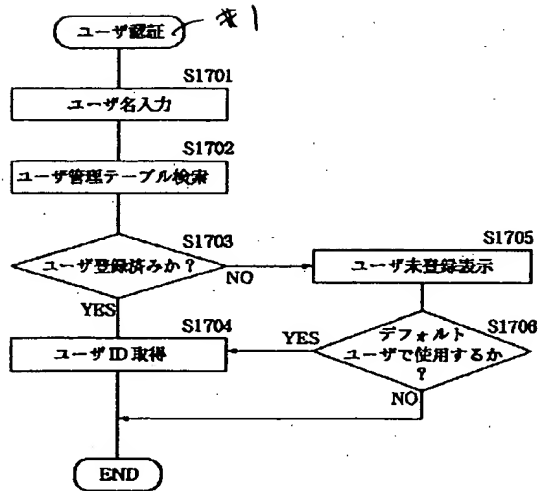 ユーザ認証
*1
S1701
ユーザ名入力
S1702
ユーザ管理テーブル検索
S1703
ユーザ登録済みか?
NO
YES
S1705
ユーザ未登録表示
S1706
デフォルト
ユーザで使用するか
?
YES
NO
S1704
ユーザID取得
END